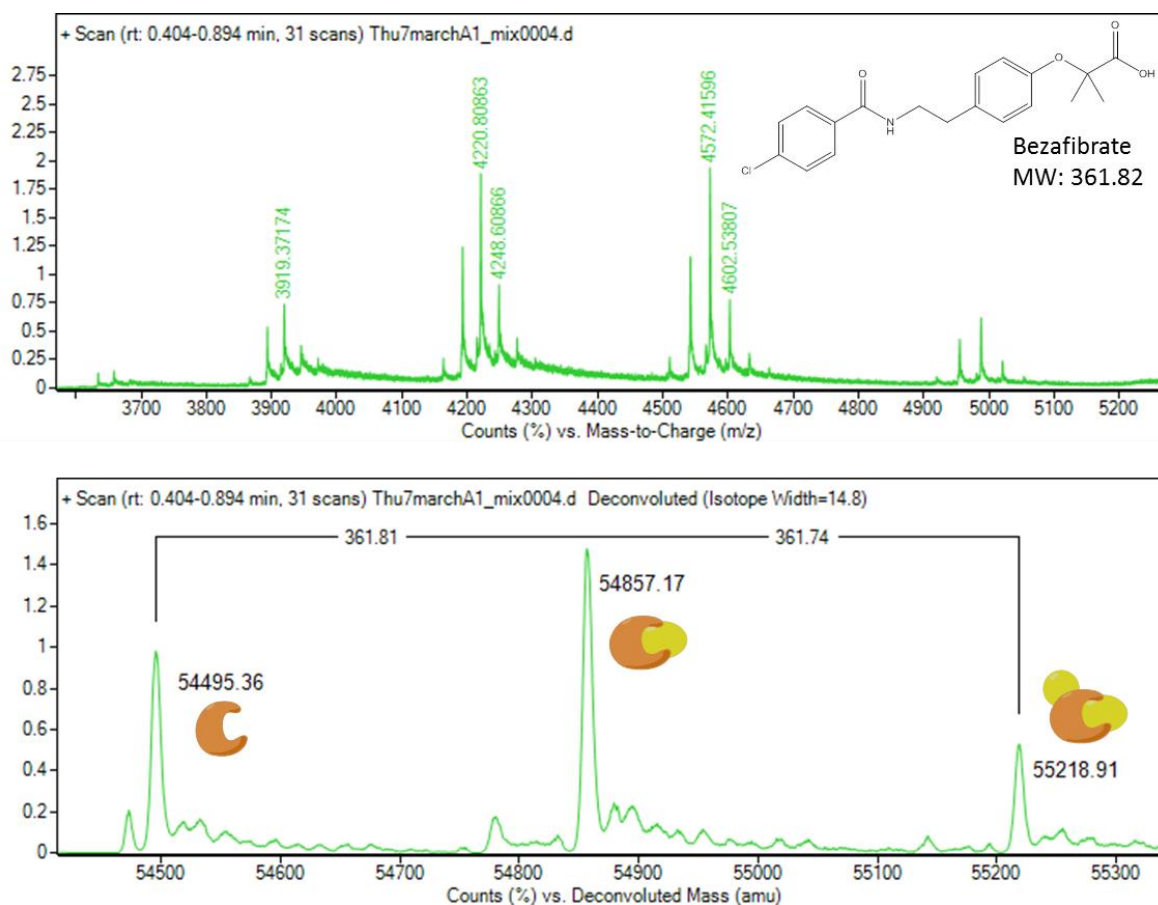 + Scan (rt: 0.404-0.894 min, 31 scans) Thu7marchA1_mix0004.d
2.75
2.5
2.25
2
1.75
1.5
1.25
1
0.75
0.5
0.25
0
3919.37174
4220.80863
4248.60866
4572.41596
4602.53807
O
O
OH
O
N
H
Cl
Bezafibrate
MW: 361.82
3700 3800 3900 4000 4100 4200 4300 4400 4500 4600 4700 4800 4900 5000 5100 5200
Counts (%) vs. Mass-to-Charge (m/z)
+ Scan (rt: 0.404-0.894 min, 31 scans) Thu7marchA1_mix0004.d Deconvoluted (Isotope Width=14.8)
1.6
1.4
1.2
1
0.8
0.6
0.4
0.2
0
361.81 361.74
54857.17
54495.36
55218.91
54500 54600 54700 54800 54900 55000 55100 55200 55300
Counts (%) vs. Deconvoluted Mass (amu)